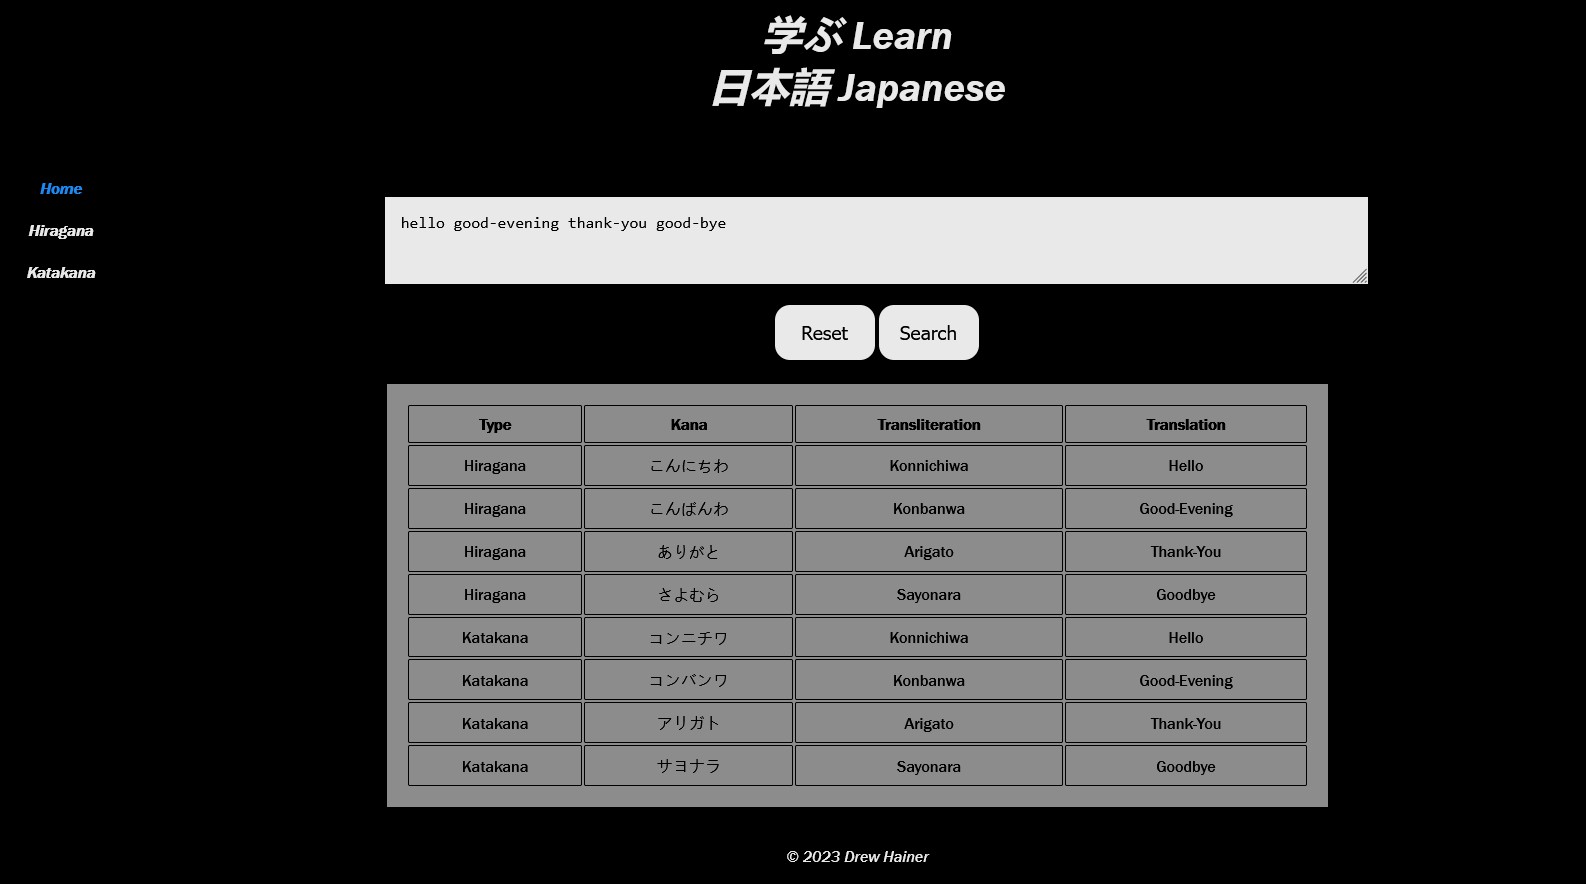 学ぶ Learn
日本語 Japanese
Home
Hiragana
Katakana
hello good-evening thank-you good-bye
Reset Search
Type Kana Transliteration Translation
Hiragana こんにちわ Konnichiwa Hello
Hiragana こんばんわ Konbanwa Good-Evening
Hiragana ありがと Arigato Thank-You
Hiragana さよむら Sayonara Goodbye
Katakana コンニチワ Konnichiwa Hello
Katakana コンバンワ Konbanwa Good-Evening
Katakana アリガト Arigato Thank-You
Katakana サヨナラ Sayonara Goodbye
© 2023 Drew Hainer